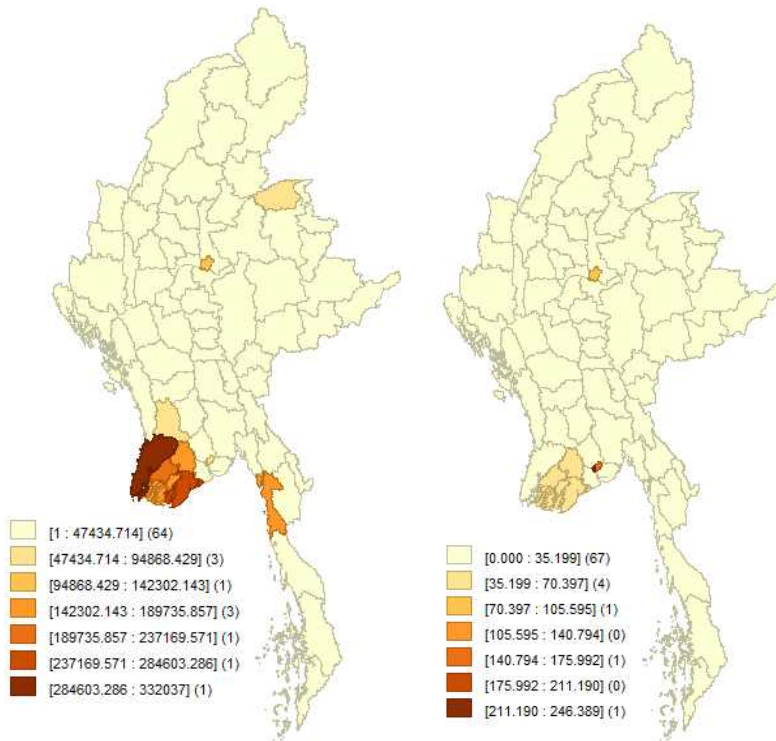 [1 : 47434.714] (64)
[47434.714 : 94868.429] (3)
[94868.429 : 142302.143] (1)
[142302.143 : 189735.857] (3)
[189735.857 : 237169.571] (1)
[237169.571 : 284603.286] (1)
[284603.286 : 332037] (1)
[0.000 : 35.199] (67)
[35.199 : 70.397] (4)
[70.397 : 105.595] (1)
[105.595 : 140.794] (0)
[140.794 : 175.992] (1)
[175.992 : 211.190] (0)
[211.190 : 246.389] (1)